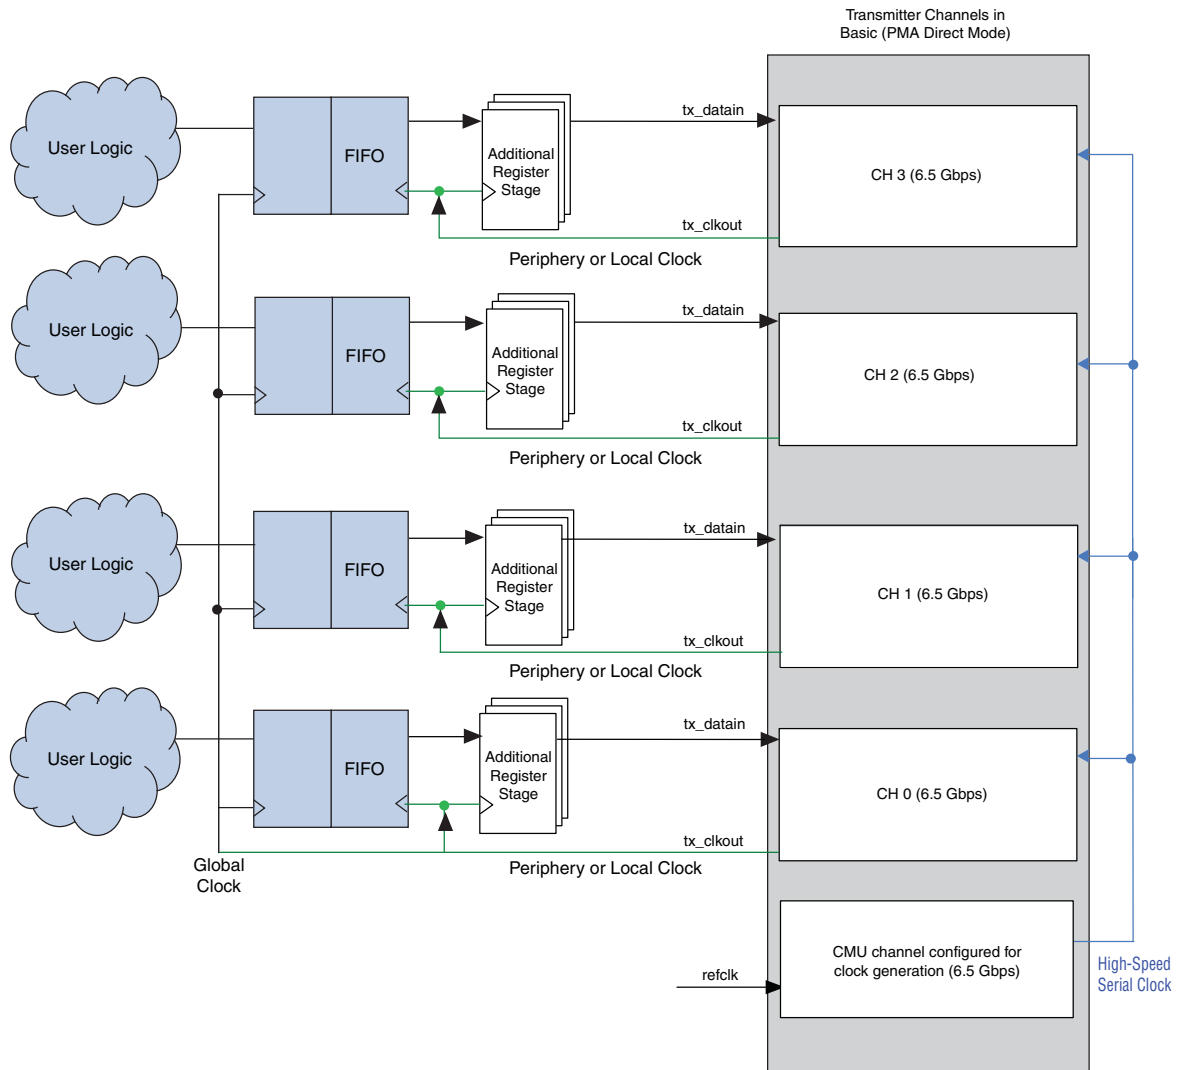 Transmitter Channels in
Basic (PMA Direct Mode)
User Logic
FIFO
Additional
Register
Stage
tx_datain
CH 3 (6.5 Gbps)
tx_clkout
Periphery or Local Clock
User Logic
FIFO
Additional
Register
Stage
tx_datain
CH 2 (6.5 Gbps)
tx_clkout
Periphery or Local Clock
User Logic
FIFO
Additional
Register
Stage
tx_datain
CH 1 (6.5 Gbps)
tx_clkout
Periphery or Local Clock
User Logic
FIFO
Additional
Register
Stage
tx_datain
CH 0 (6.5 Gbps)
tx_clkout
Periphery or Local Clock
Global
Clock
CMU channel configured for
clock generation (6.5 Gbps)
refclk
High-Speed
Serial Clock